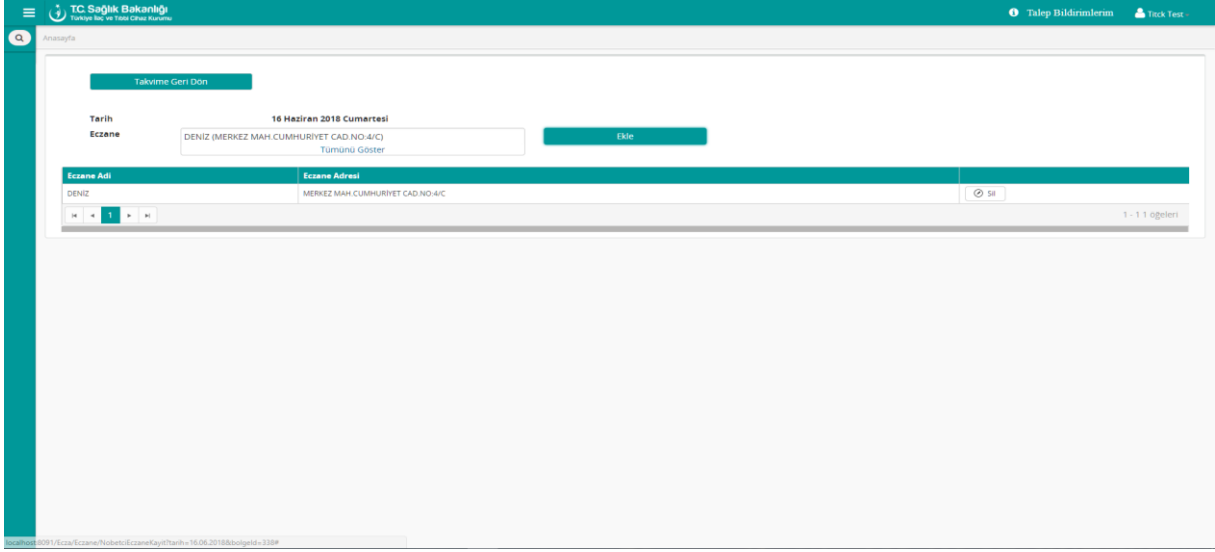 T.C. Sağlık Bakanlığı
Türkiye İlaç ve Tıbbi Cihaz Kurumu
Talep Bildirimlerim
Titck Test -
Anasayfa
Takvime Geri Dön
Tarih 16 Haziran 2018 Cumartesi
Eczane DENİZ (MERKEZ MAH.CUMHURİYET CAD.NO:4/C) Ekle
Tümünü Göster
Eczane Adi Eczane Adresi
DENİZ MERKEZ MAH.CUMHURİYET CAD.NO:4/C Sil
1 1 - 1 1 öğeleri
localhost:8091/Ecza/Eczane/NobetciEczaneKayit?tarih=16.06.2018&bolgeId=338#